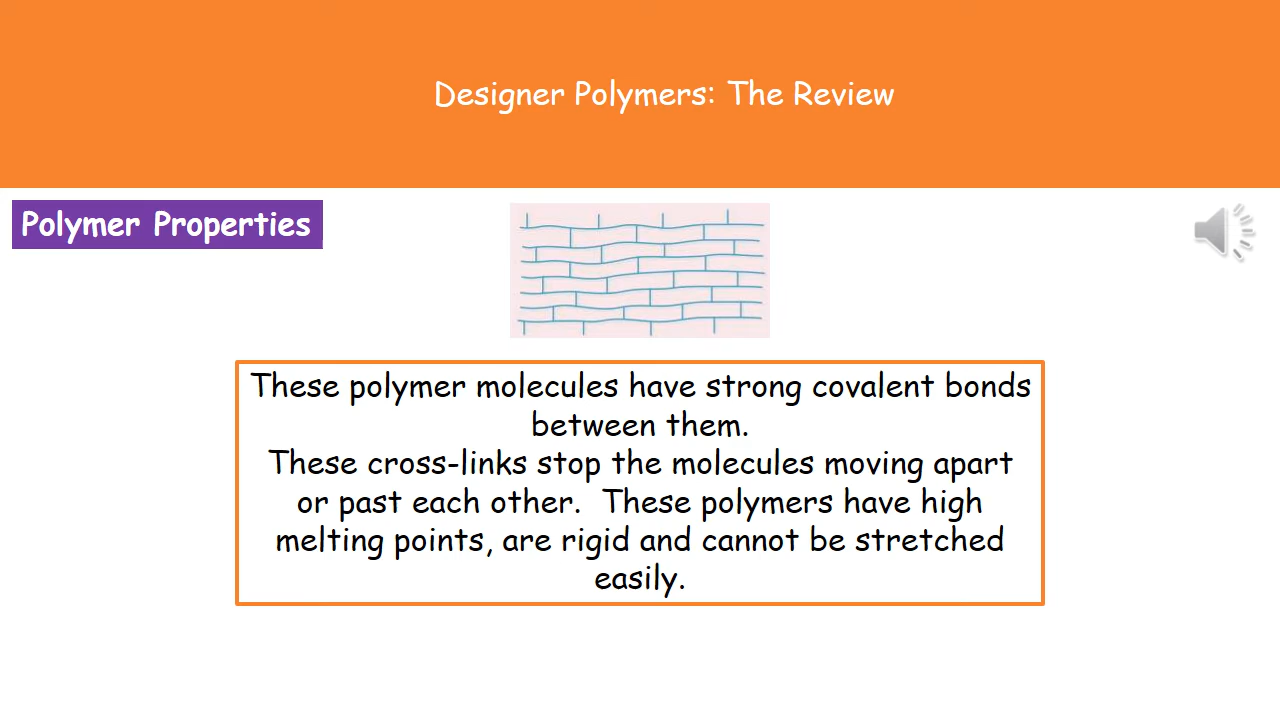 Designer Polymers: The Review
Polymer Properties
These polymer molecules have strong covalent bonds
between them.
These cross-links stop the molecules moving apart
or past each other.  These polymers have high
melting points, are rigid and cannot be stretched
easily.